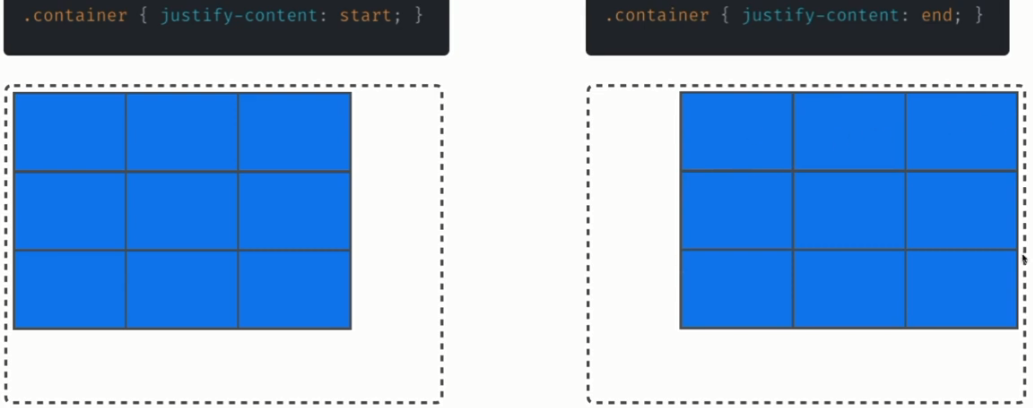 .container { justify-content: start; }
.container { justify-content: end; }